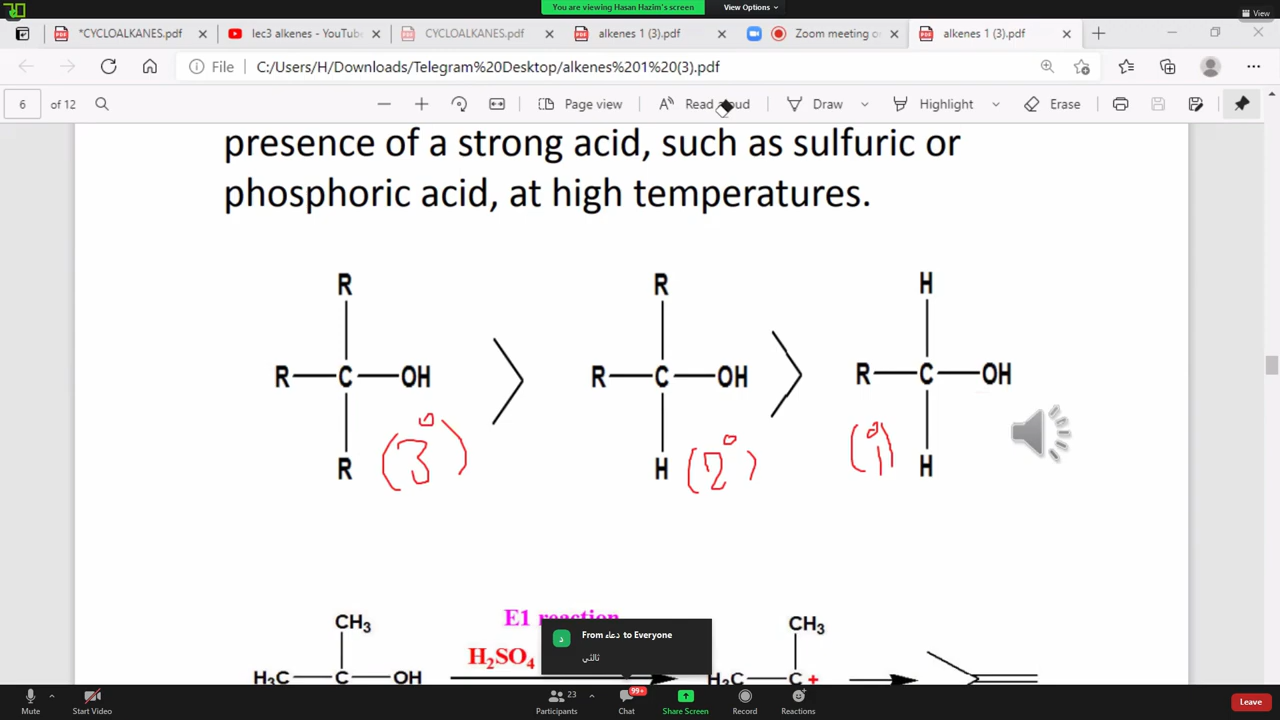 You are viewing Hasan Hazim's screen
View Options
View
*CYCLOALKANES.pdf
lec3 alkenes - YouTube
CYCLOALKANES.pdf
alkenes 1 (3).pdf
Zoom meeting o
alkenes 1 (3).pdf
File
C:/Users/H/Downloads/Telegram%20Desktop/alkenes%201%20(3).pdf
6 of 12
Page view
Read aloud
Draw
Highlight
Erase
presence of a strong acid, such as sulfuric or
phosphoric acid, at high temperatures.
R R H
R C OH > R C OH > R C OH
R (3°) H (2°) (1°) H
CH3 E1 reaction CH3
H2SO4
H3C C OH H3C C +
From دعاء to Everyone
ثالثي
Mute
Start Video
23
Participants
99+
Chat
Share Screen
Record
Reactions
Leave